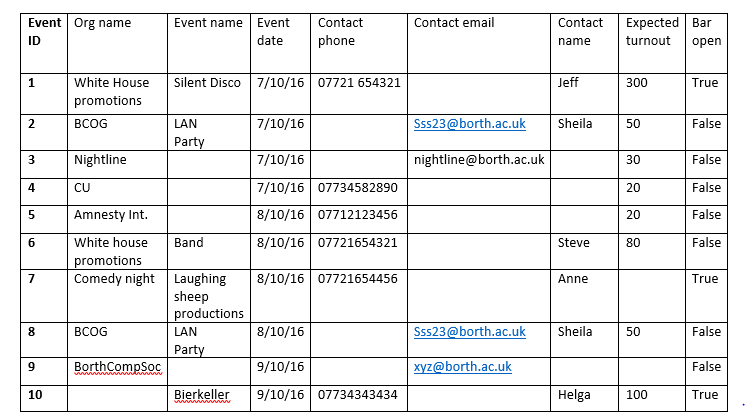 Event ID Org name Event name Event date Contact phone Contact email Contact name Expected turnout Bar open
1 White House promotions Silent Disco 7/10/16 07721 654321 Jeff 300 True
2 BCOG LAN Party 7/10/16 Sss23@borth.ac.uk Sheila 50 False
3 Nightline 7/10/16 nightline@borth.ac.uk 30 False
4 CU 7/10/16 07734582890 20 False
5 Amnesty Int. 8/10/16 07712123456 20 False
6 White house promotions Band 8/10/16 07721654321 Steve 80 False
7 Comedy night Laughing sheep productions 8/10/16 07721654456 Anne True
8 BCOG LAN Party 8/10/16 Sss23@borth.ac.uk Sheila 50 False
9 BorthCompSoc 9/10/16 xyz@borth.ac.uk False
10 Bierkeller 9/10/16 07734343434 Helga 100 True